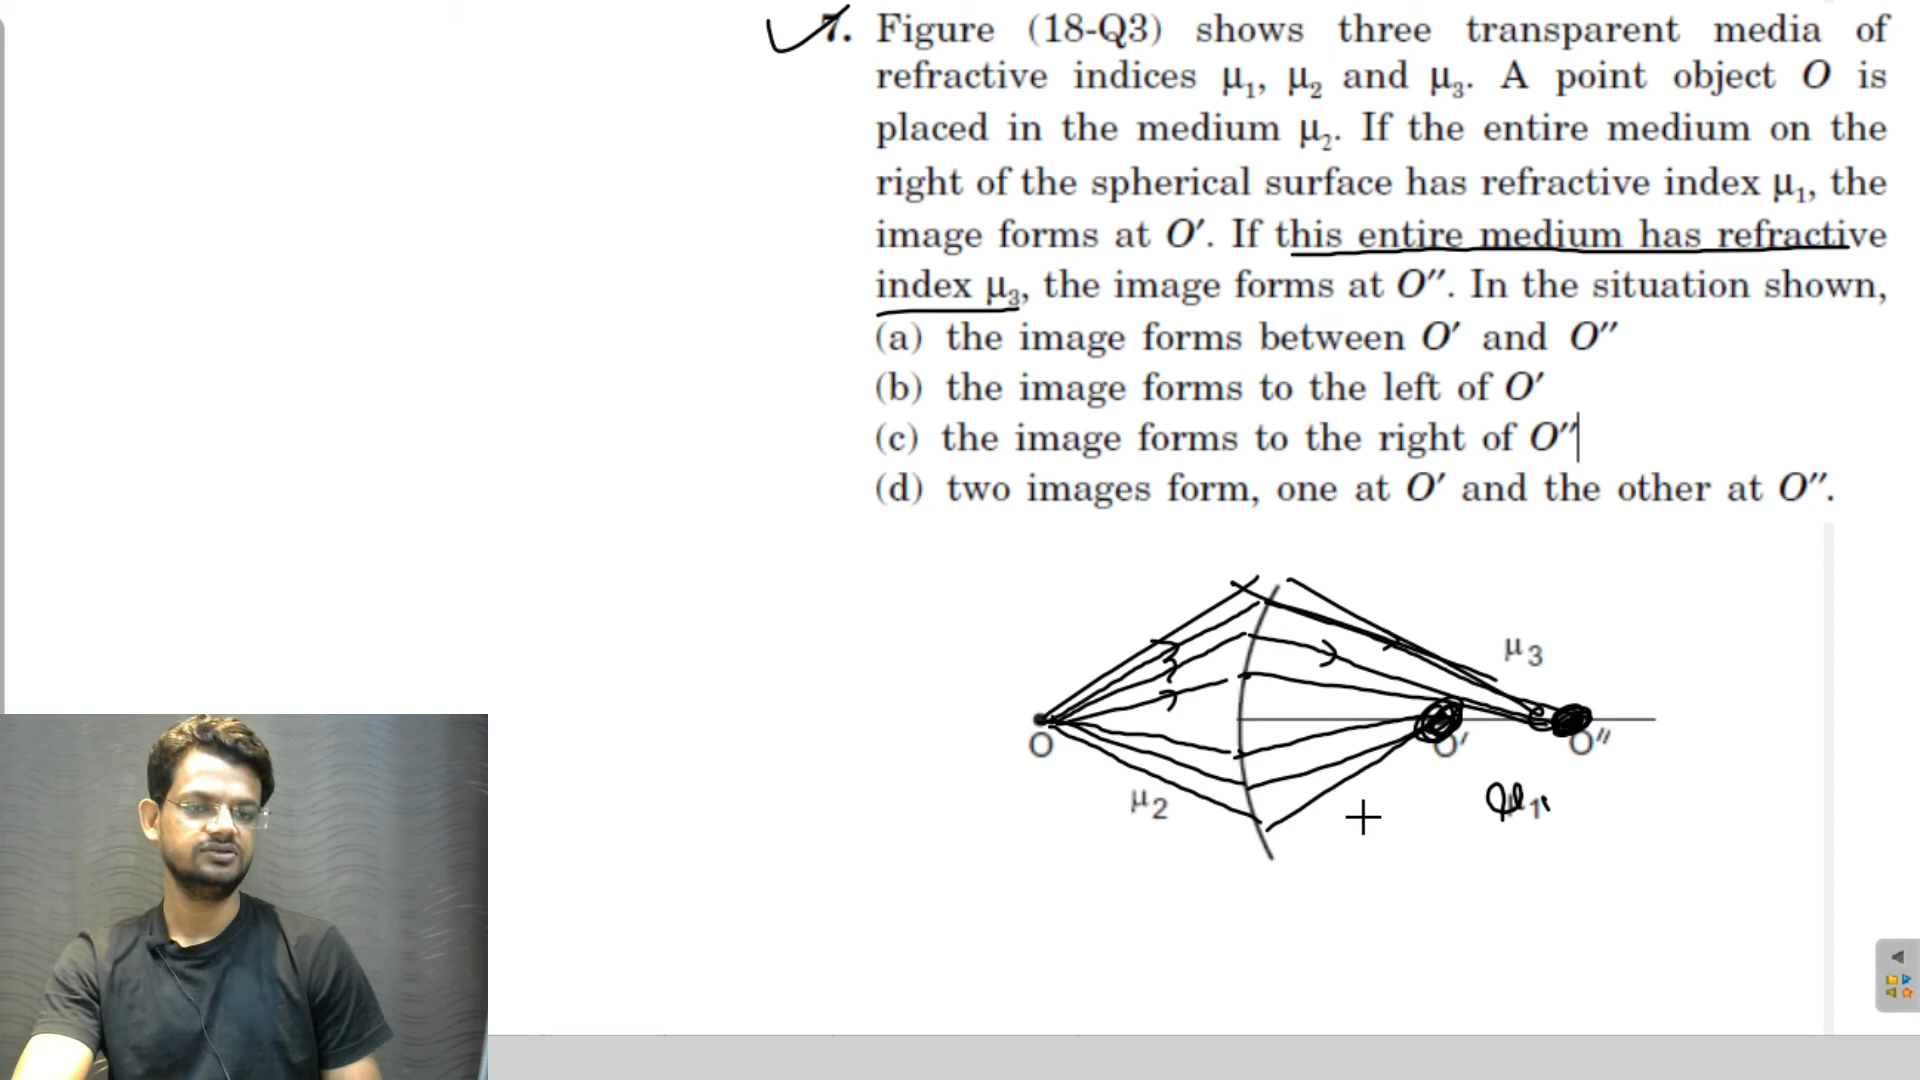 7. Figure (18-Q3) shows three transparent media of
refractive indices μ₁, μ₂ and μ₃. A point object O is
placed in the medium μ₂. If the entire medium on the
right of the spherical surface has refractive index μ₁, the
image forms at O′. If this entire medium has refractive
index μ₃, the image forms at O″. In the situation shown,
(a) the image forms between O′ and O″
(b) the image forms to the left of O′
(c) the image forms to the right of O″
(d) two images form, one at O′ and the other at O″.
μ3
O
O′
O″
μ2
μ1